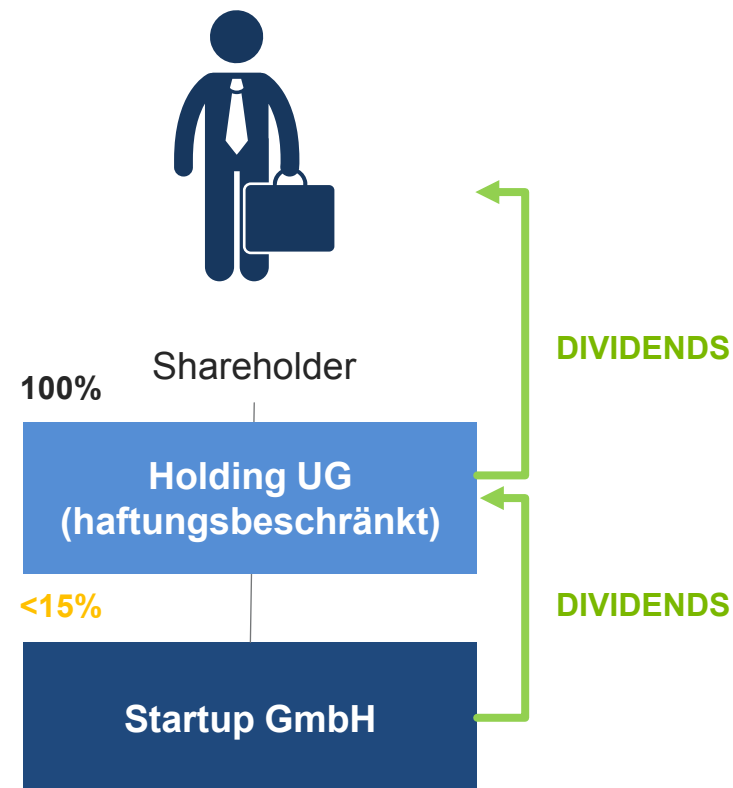 Shareholder
100%
DIVIDENDS
Holding UG
(haftungsbeschränkt)
<15%
DIVIDENDS
Startup GmbH